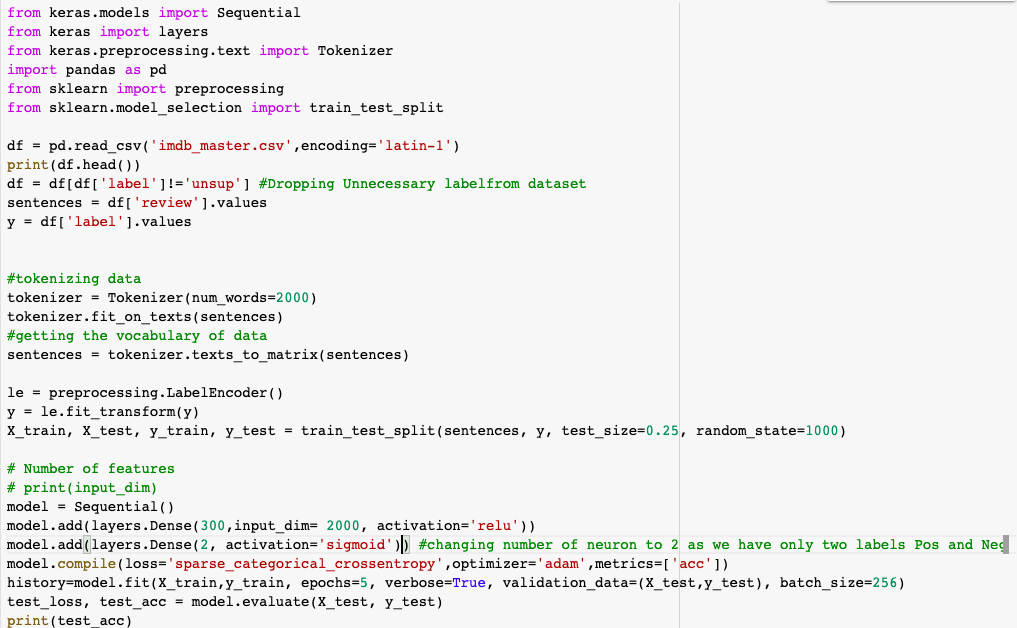 from keras.models import Sequential
from keras import layers
from keras.preprocessing.text import Tokenizer
import pandas as pd
from sklearn import preprocessing
from sklearn.model_selection import train_test_split
df = pd.read_csv('imdb_master.csv',encoding='latin-1')
print(df.head())
df = df[df['label']!='unsup'] #Dropping Unnecessary labelfrom dataset
sentences = df['review'].values
y = df['label'].values
#tokenizing data
tokenizer = Tokenizer(num_words=2000)
tokenizer.fit_on_texts(sentences)
#getting the vocabulary of data
sentences = tokenizer.texts_to_matrix(sentences)
le = preprocessing.LabelEncoder()
y = le.fit_transform(y)
X_train, X_test, y_train, y_test = train_test_split(sentences, y, test_size=0.25, random_state=1000)
# Number of features
# print(input_dim)
model = Sequential()
model.add(layers.Dense(300,input_dim= 2000, activation='relu'))
model.add(layers.Dense(2, activation='sigmoid')) #changing number of neuron to 2 as we have only two labels Pos and Neg
model.compile(loss='sparse_categorical_crossentropy',optimizer='adam',metrics=['acc'])
history=model.fit(X_train,y_train, epochs=5, verbose=True, validation_data=(X_test,y_test), batch_size=256)
test_loss, test_acc = model.evaluate(X_test, y_test)
print(test_acc)